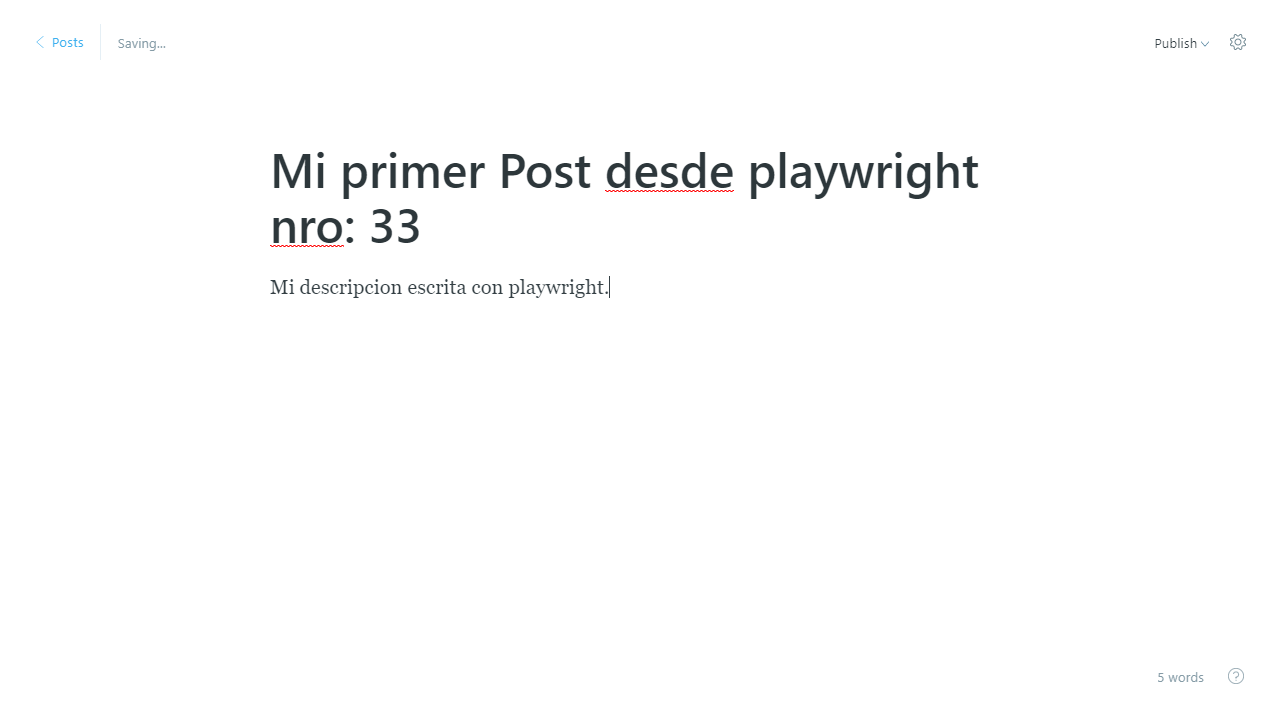 Posts
Saving...
Publish
Mi primer Post desde playwright
nro: 33
Mi descripcion escrita con playwright.
5 words
?